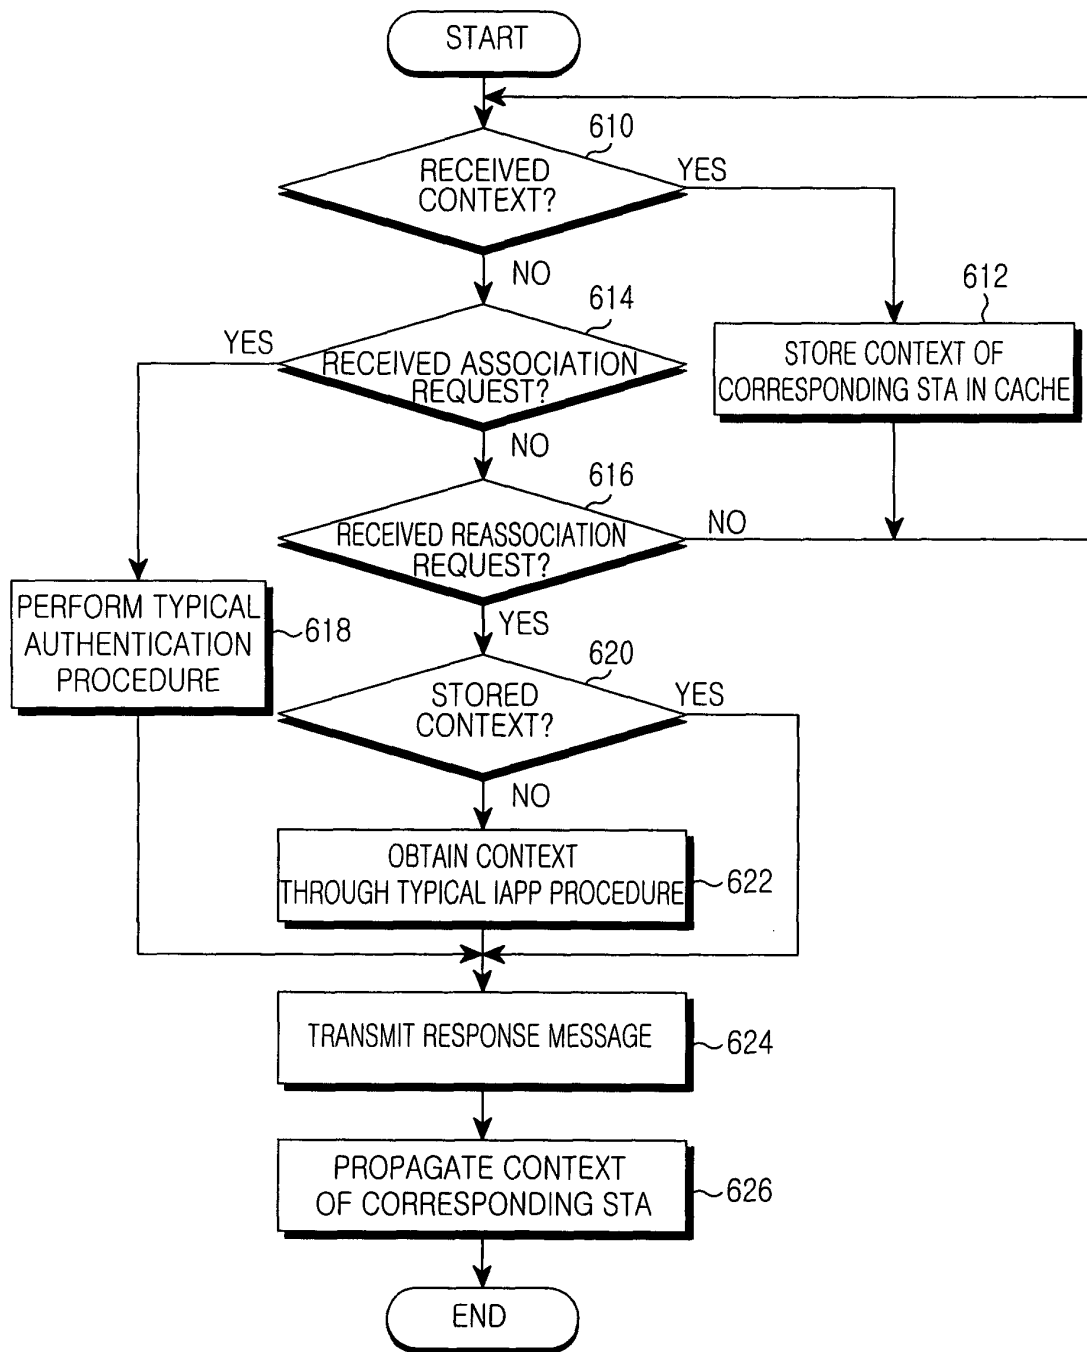 START
610
RECEIVED
CONTEXT?
YES
NO
612
STORE CONTEXT OF
CORRESPONDING STA IN CACHE
614
YES
RECEIVED ASSOCIATION
REQUEST?
NO
616
RECEIVED REASSOCIATION
REQUEST?
NO
YES
PERFORM TYPICAL
AUTHENTICATION
PROCEDURE
618
620
STORED
CONTEXT?
YES
NO
OBTAIN CONTEXT
THROUGH TYPICAL IAPP PROCEDURE
622
TRANSMIT RESPONSE MESSAGE
624
PROPAGATE CONTEXT
OF CORRESPONDING STA
626
END